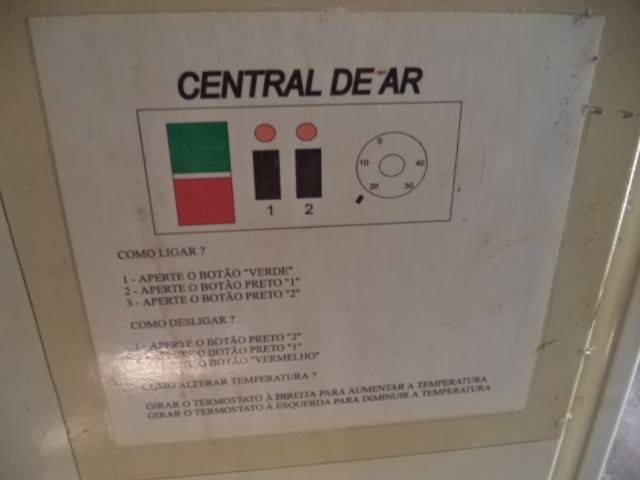 CENTRAL DE AR
0
10
40
20
30
1
2
COMO LIGAR ?
1 - APERTE O BOTÃO "VERDE"
2 - APERTE O BOTÃO PRETO "1"
3 - APERTE O BOTÃO PRETO "2"
COMO DESLIGAR ?
O BOTÃO PRETO "2"
O BOTÃO PRETO "1"
O BOTÃO "VERMELHO"
COMO ALTERAR TEMPERATURA ?
GIRAR O TERMOSTATO À DIREITA PARA AUMENTAR A TEMPERATURA
GIRAR O TERMOSTATO À ESQUERDA PARA DIMINUIR A TEMPERATURA